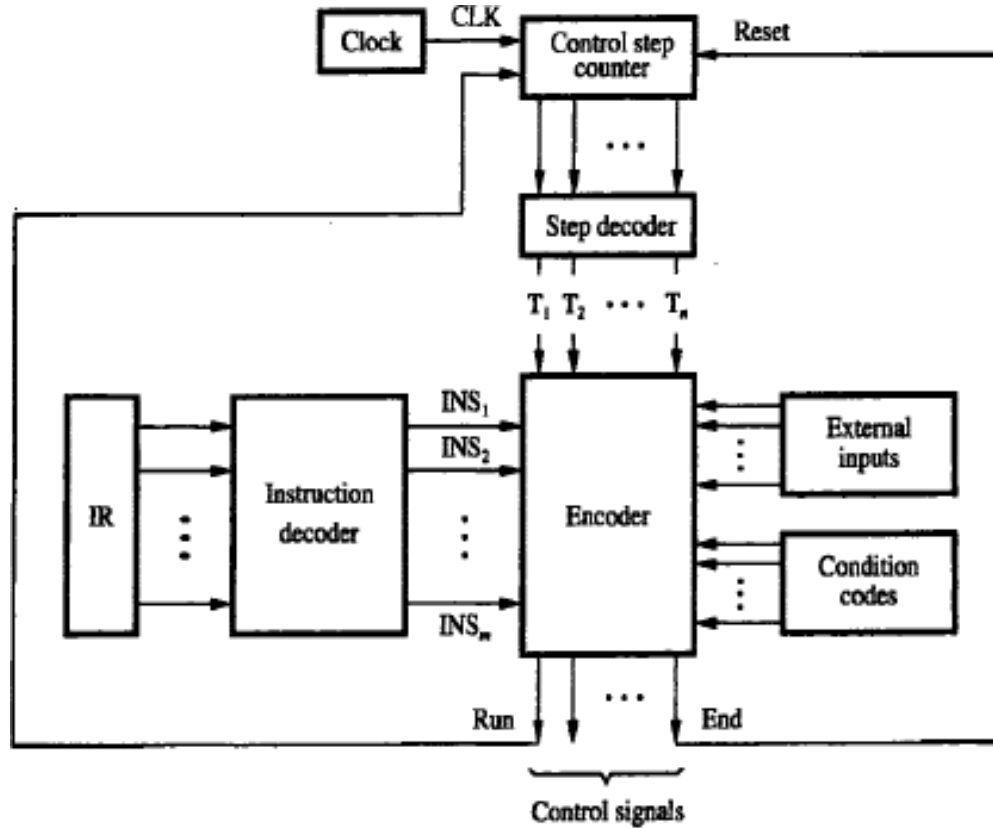 CLK
Clock
Control step
counter
Reset
...
Step decoder
T₁ T₂ ... Tₙ
INS₁
INS₂
INSₘ
IR
Instruction
decoder
Encoder
External
inputs
Condition
codes
Run
...
End
Control signals